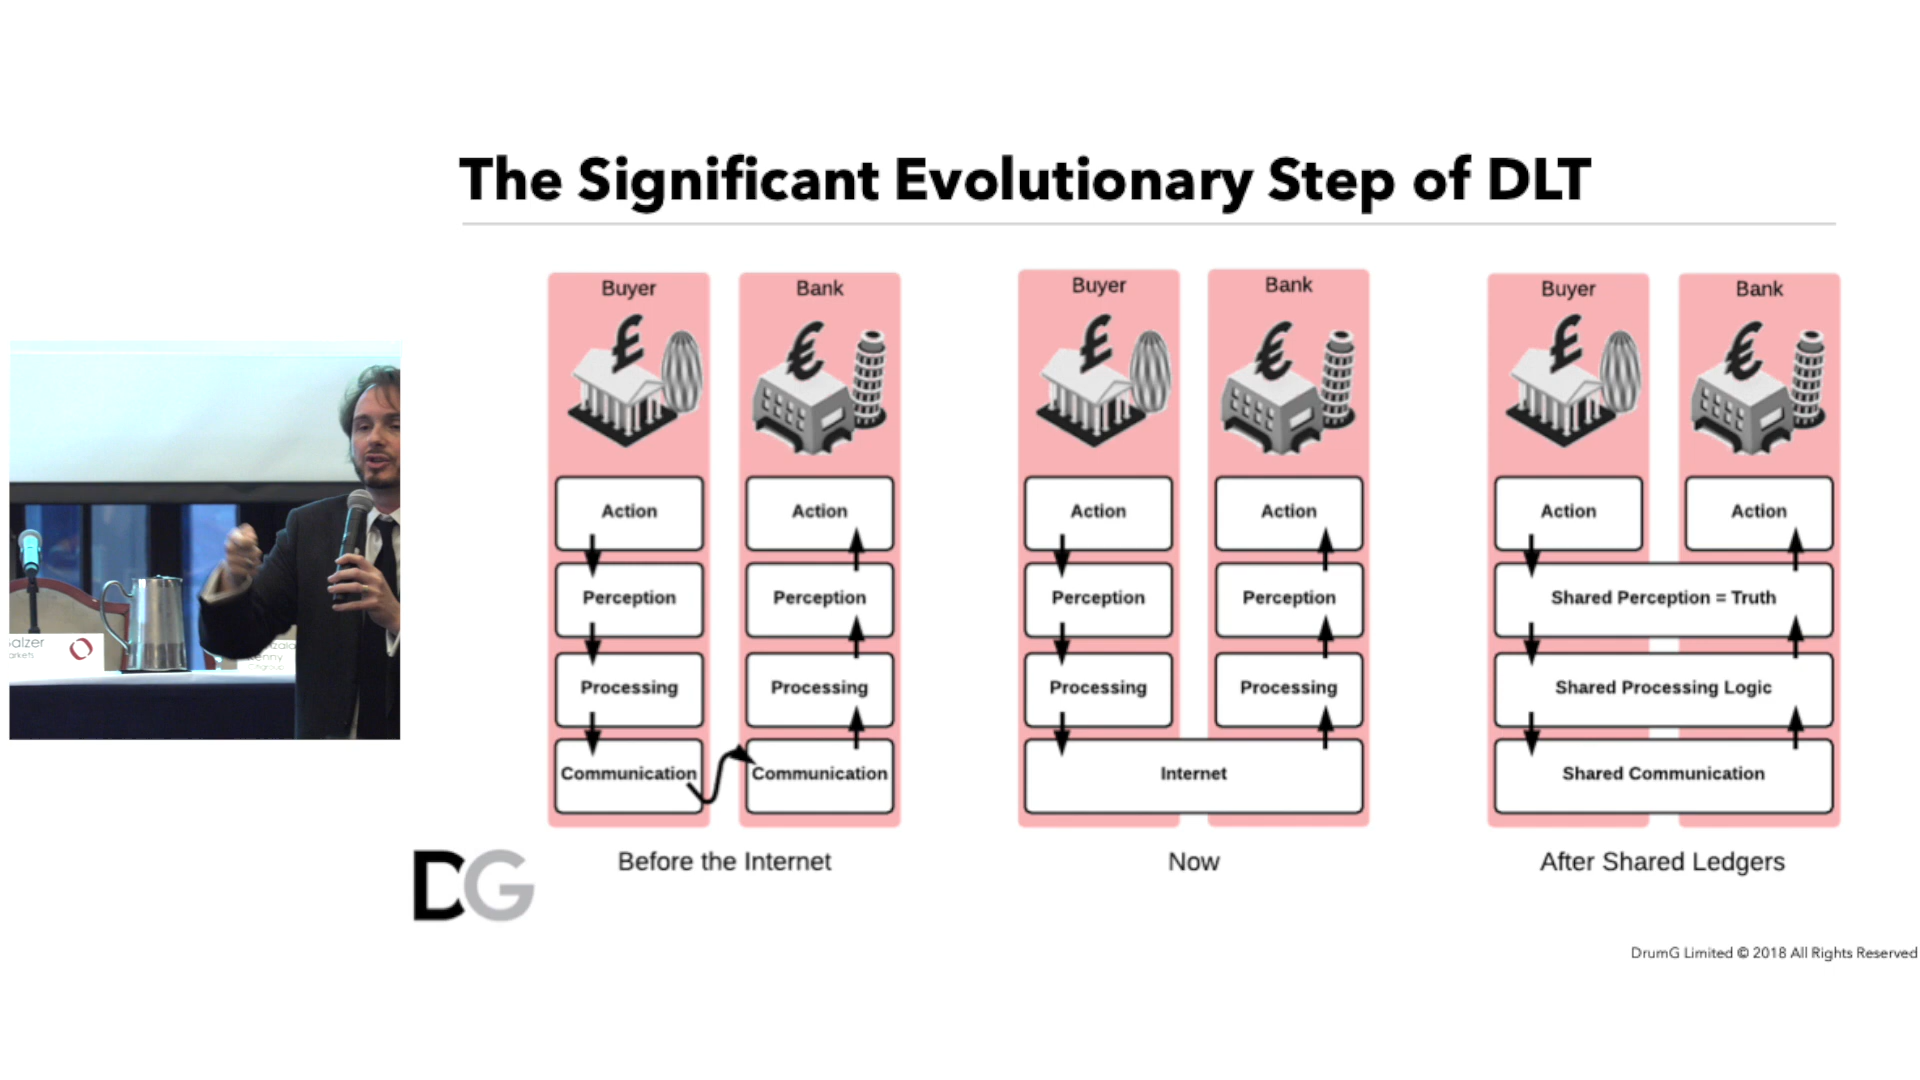 The Significant Evolutionary Step of DLT
Buyer
Bank
Action
Action
Perception
Perception
Processing
Processing
Communication
Communication
Before the Internet
Buyer
Bank
Action
Action
Perception
Perception
Processing
Processing
Internet
Now
Buyer
Bank
Action
Action
Shared Perception = Truth
Shared Processing Logic
Shared Communication
After Shared Ledgers
DG
DrumG Limited © 2018 All Rights Reserved